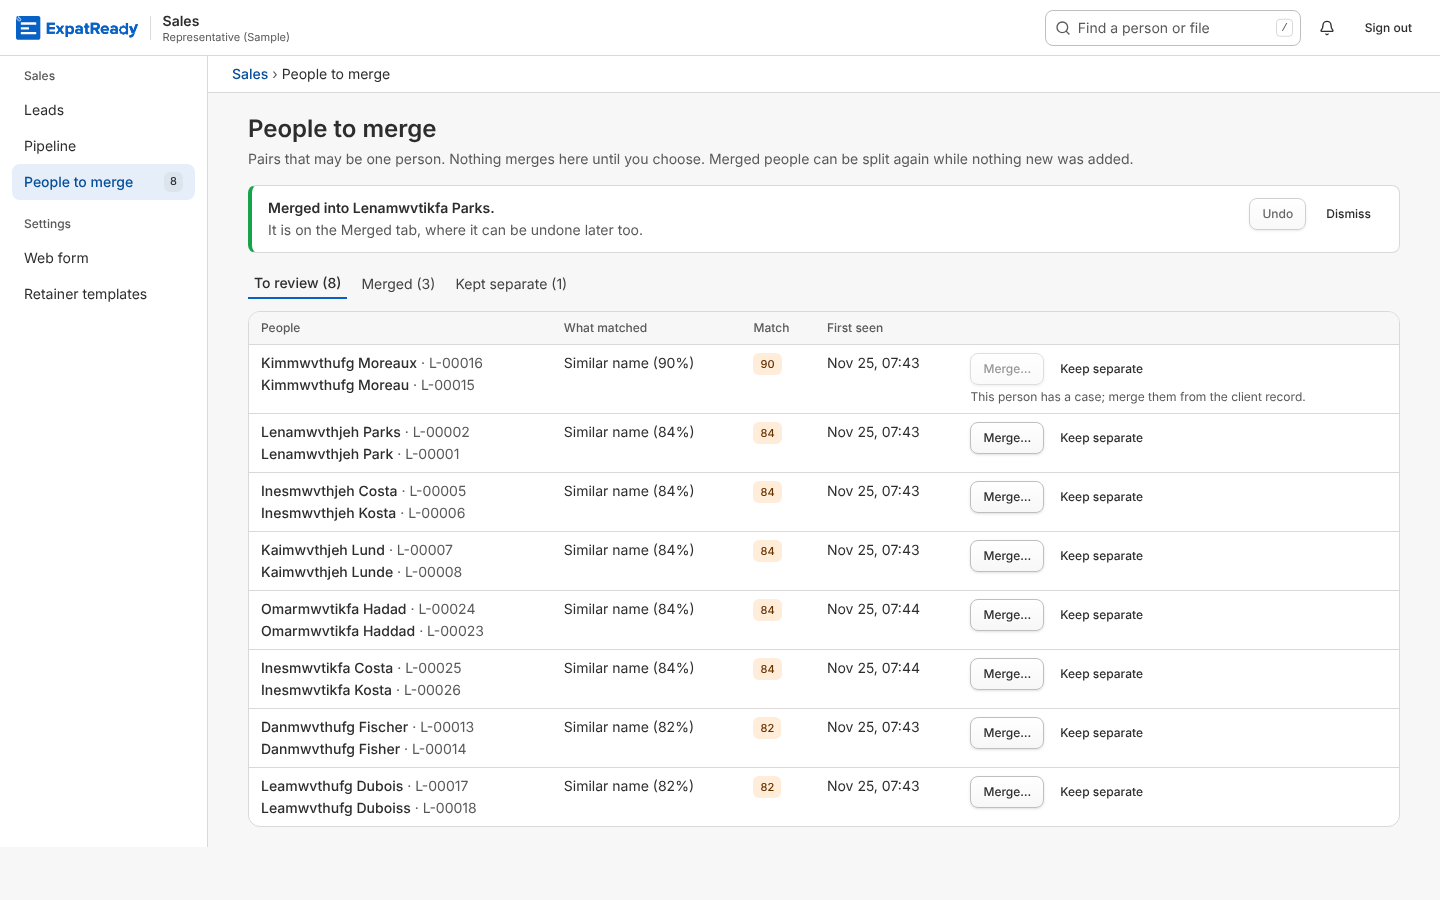 ExpatReady
Sales
Representative (Sample)
Find a person or file
/
Sign out
Sales
Leads
Pipeline
People to merge 8
Settings
Web form
Retainer templates
Sales › People to merge
People to merge
Pairs that may be one person. Nothing merges here until you choose. Merged people can be split again while nothing new was added.
Merged into Lenamwvtikfa Parks.
It is on the Merged tab, where it can be undone later too.
Undo
Dismiss
To review (8) Merged (3) Kept separate (1)
People What matched Match First seen
Kimmwvthufg Moreaux · L-00016 Similar name (90%) 90 Nov 25, 07:43 Merge... Keep separate
Kimmwvthufg Moreau · L-00015
This person has a case; merge them from the client record.
Lenamwvthjeh Parks · L-00002 Similar name (84%) 84 Nov 25, 07:43 Merge... Keep separate
Lenamwvthjeh Park · L-00001
Inesmwvthjeh Costa · L-00005 Similar name (84%) 84 Nov 25, 07:43 Merge... Keep separate
Inesmwvthjeh Kosta · L-00006
Kaimwvthjeh Lund · L-00007 Similar name (84%) 84 Nov 25, 07:43 Merge... Keep separate
Kaimwvthjeh Lunde · L-00008
Omarmwvtikfa Hadad · L-00024 Similar name (84%) 84 Nov 25, 07:44 Merge... Keep separate
Omarmwvtikfa Haddad · L-00023
Inesmwvtikfa Costa · L-00025 Similar name (84%) 84 Nov 25, 07:44 Merge... Keep separate
Inesmwvtikfa Kosta · L-00026
Danmwvthufg Fischer · L-00013 Similar name (82%) 82 Nov 25, 07:43 Merge... Keep separate
Danmwvthufg Fisher · L-00014
Leamwvthufg Dubois · L-00017 Similar name (82%) 82 Nov 25, 07:43 Merge... Keep separate
Leamwvthufg Duboiss · L-00018